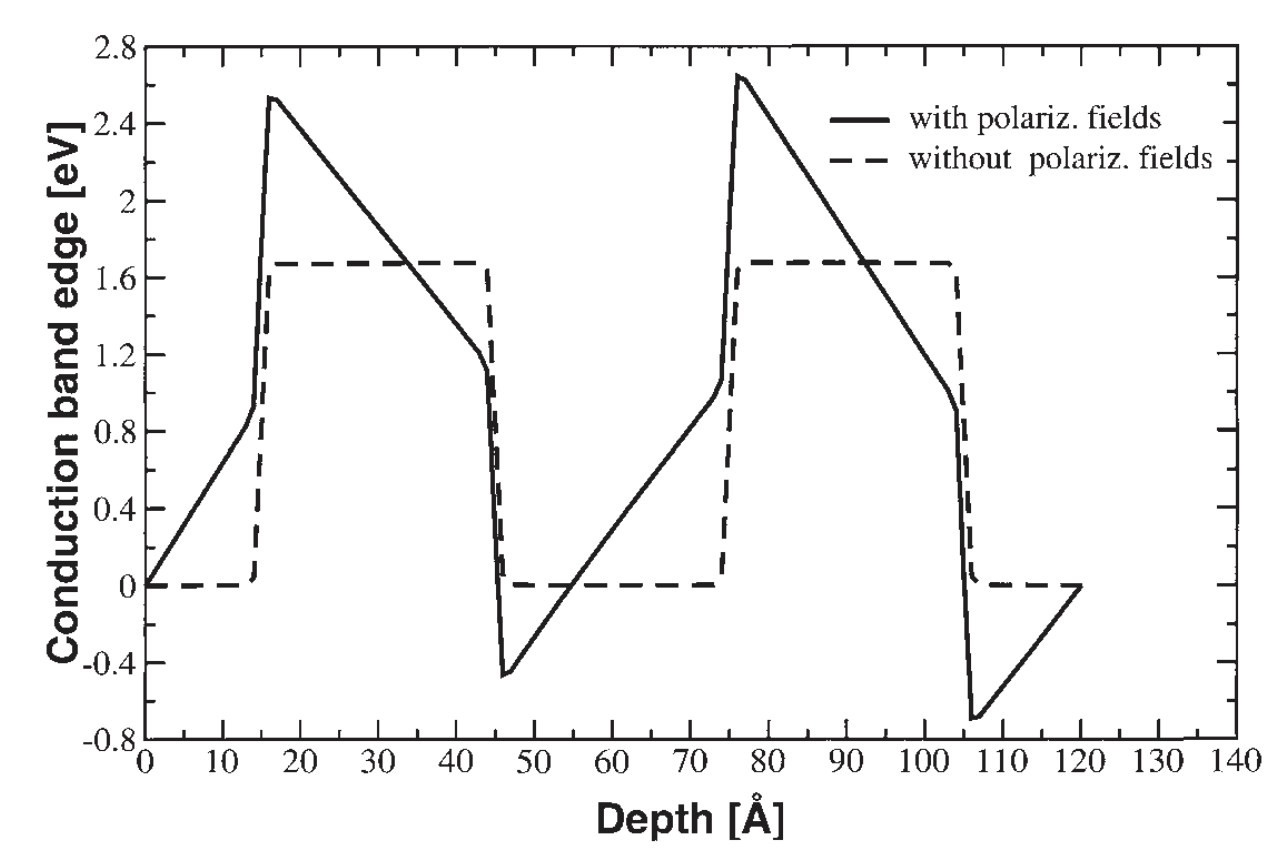 2.8
2.4
2
1.6
1.2
0.8
0.4
0
-0.4
-0.8
Conduction band edge [eV]
with polariz. fields
without polariz. fields
0 10 20 30 40 50 60 70 80 90 100 110 120 130 140
Depth [Å]